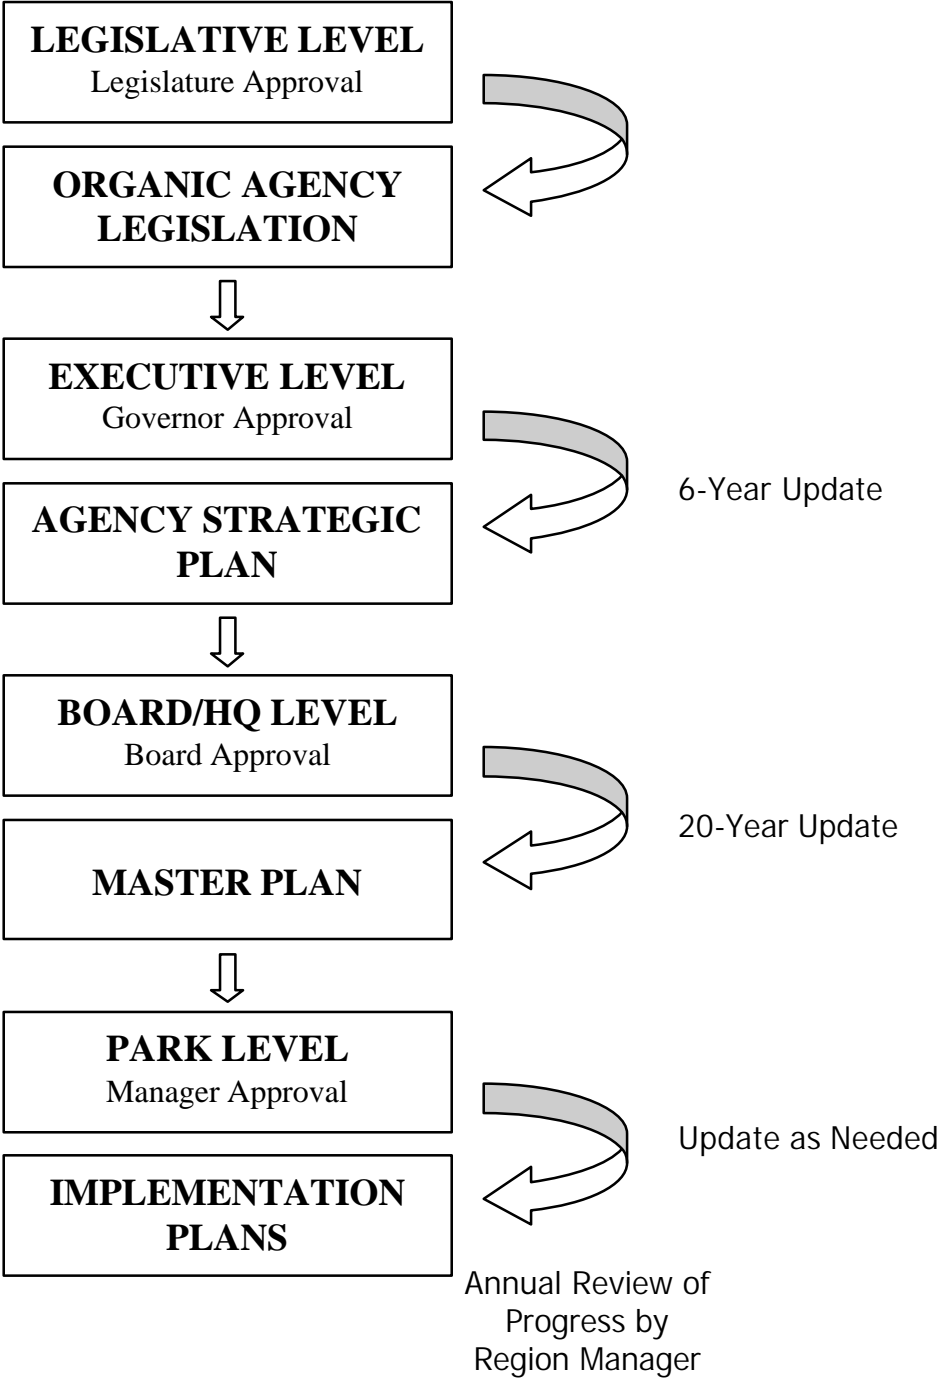 LEGISLATIVE LEVEL
Legislature Approval
ORGANIC AGENCY
LEGISLATION
EXECUTIVE LEVEL
Governor Approval
6-Year Update
AGENCY STRATEGIC
PLAN
BOARD/HQ LEVEL
Board Approval
20-Year Update
MASTER PLAN
PARK LEVEL
Manager Approval
Update as Needed
IMPLEMENTATION
PLANS
Annual Review of
Progress by
Region Manager